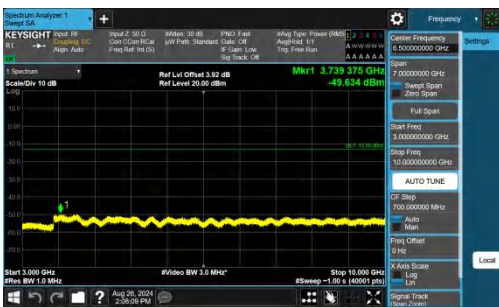 Spectrum Analyzer 1
Swept SA
+
Frequency
KEYSIGHT
Input: RF
Coupling: DC
Align: Auto
Input Z: 50 Ω
Corr CCorr RCal
Freq Ref: Int (S)
#Atten: 30 dB
µW Path: Standard
PNO: Fast
Gate: Off
IF Gain: Low
Sig Track: Off
#Avg Type: Power (RMS)
Avg|Hold: 1/1
Trig: Free Run
Center Frequency
6.500000000 GHz
Settings
Span
7.00000000 GHz
Swept Span
Zero Span
Full Span
Start Freq
3.000000000 GHz
Stop Freq
10.000000000 GHz
AUTO TUNE
CF Step
700.000000 MHz
Auto
Man
Freq Offset
0 Hz
X Axis Scale
Log
Lin
Signal Track
(Span Zoom)
Local
1 Spectrum
Scale/Div 10 dB
Log
Ref Lvl Offset 3.92 dB
Ref Level 20.00 dBm
Mkr1 3.739 375 GHz
-49.634 dBm
10.0
0.00
-10.0
-20.0
-30.0
-40.0
-50.0
-60.0
-70.0
1
Start 3.000 GHz
#Res BW 1.0 MHz
#Video BW 3.0 MHz*
Stop 10.000 GHz
#Sweep ~1.00 s (40001 pts)
?
Aug 26, 2024
2:08:09 PM